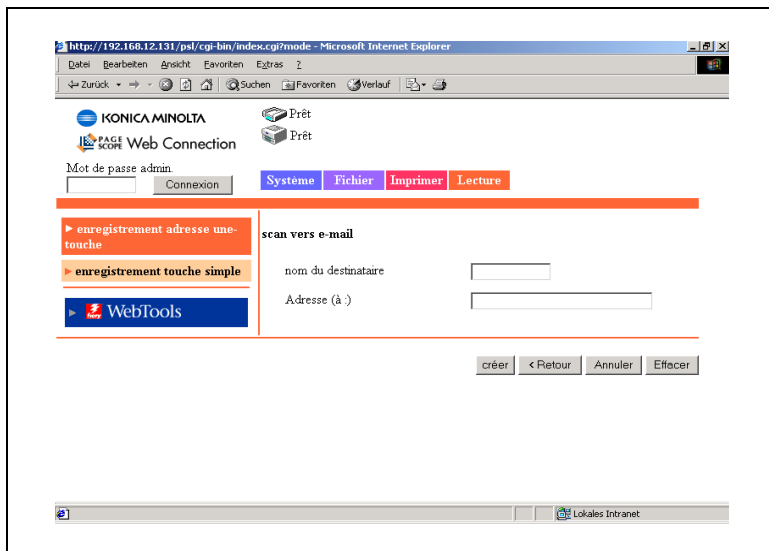 http://192.168.12.131/psl/cgi-bin/index.cgi?mode - Microsoft Internet Explorer
Datei Bearbeiten Ansicht Favoriten Extras ?
Zurück Suchen Favoriten Verlauf
KONICA MINOLTA
Prêt
PAGE SCOPE Web Connection
Prêt
Mot de passe admin.
Connexion
Système Fichier Imprimer Lecture
enregistrement adresse une-
touche
scan vers e-mail
enregistrement touche simple
nom du destinataire
Adresse (à :)
fiery WebTools
créer < Retour Annuler Effacer
Lokales Intranet